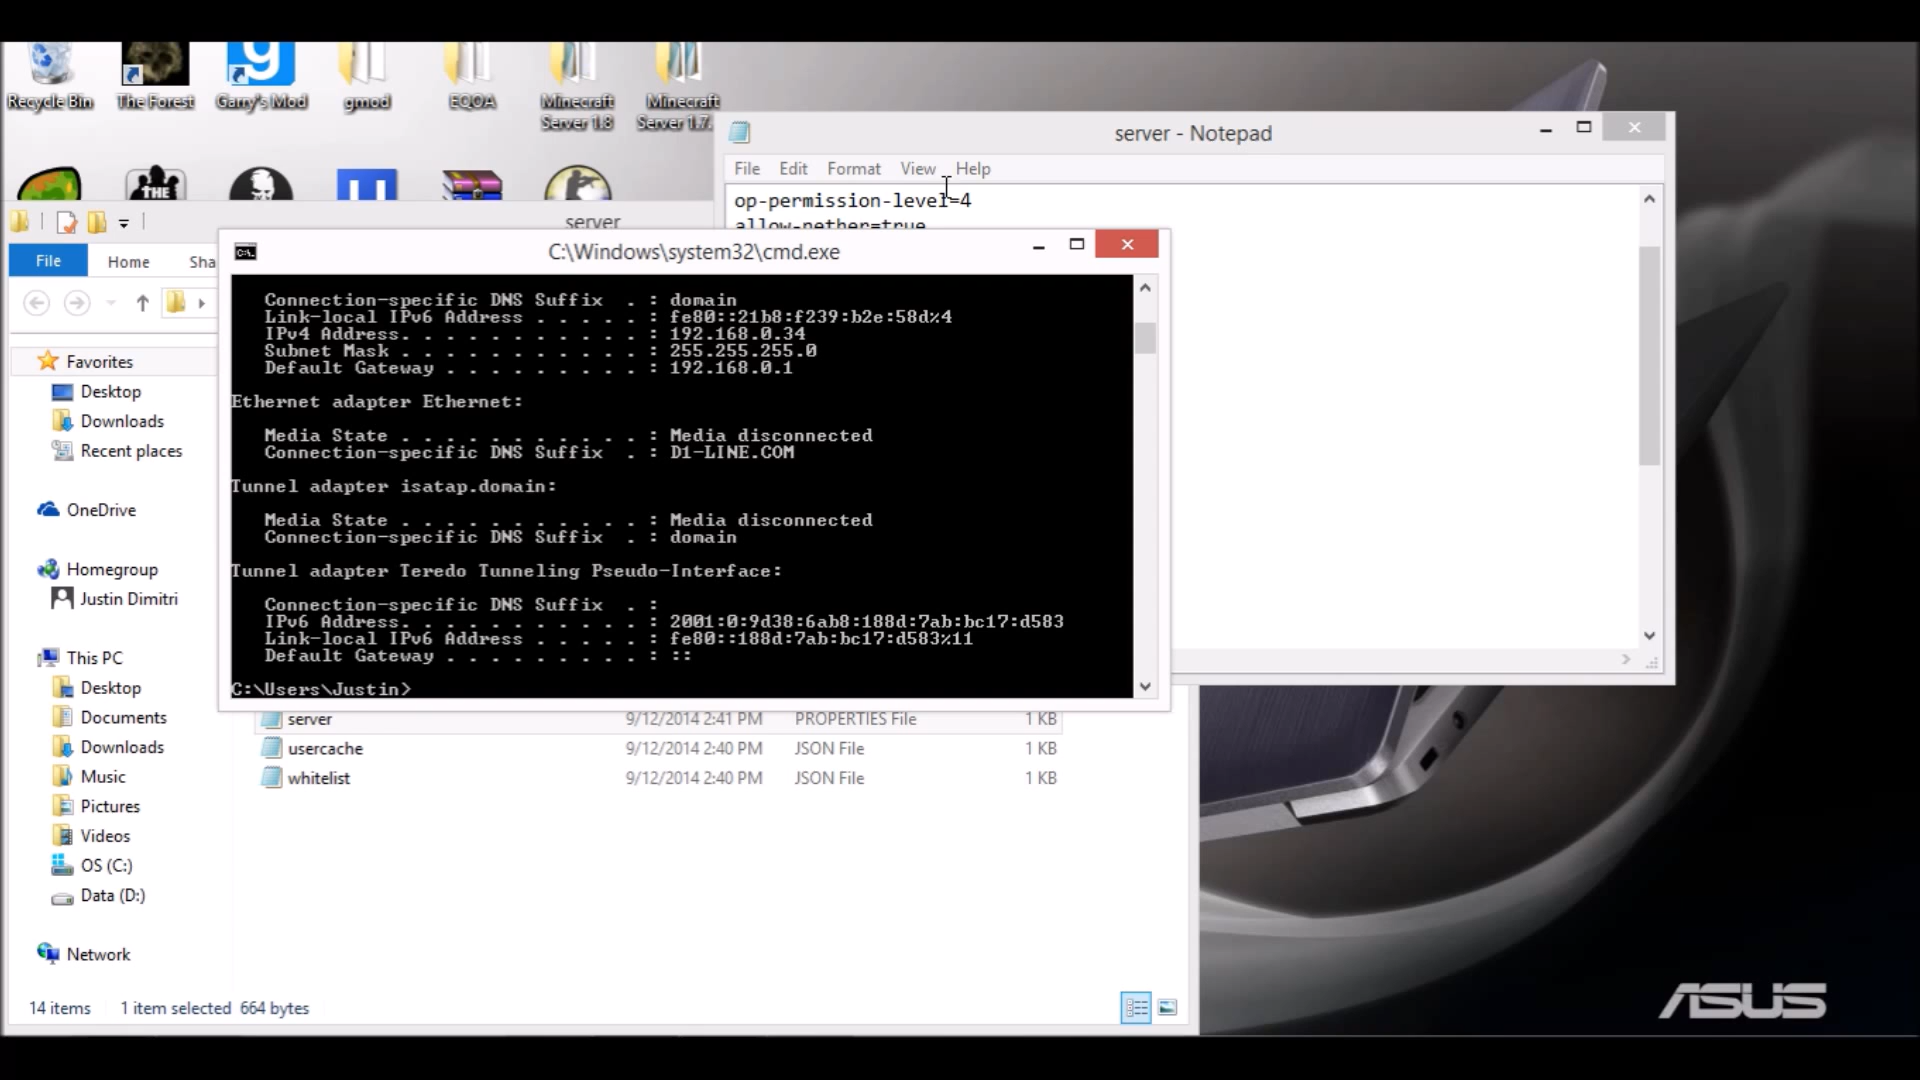 Recycle Bin
The Forest
Garry's Mod
gmod
EQOA
Minecraft Server 1.8
Minecraft Server 1.7.
THE
server - Notepad
File Edit Format View Help
op-permission-level=4
allow-nether=true
server
File Home Sha
C:\Windows\system32\cmd.exe
Connection-specific DNS Suffix . : domain
Link-local IPv6 Address . . . . . : fe80::21b8:f239:b2e:58d%4
IPv4 Address. . . . . . . . . . . : 192.168.0.34
Subnet Mask . . . . . . . . . . . : 255.255.255.0
Default Gateway . . . . . . . . . : 192.168.0.1
Ethernet adapter Ethernet:
Media State . . . . . . . . . . . : Media disconnected
Connection-specific DNS Suffix . : D1-LINE.COM
Tunnel adapter isatap.domain:
Media State . . . . . . . . . . . : Media disconnected
Connection-specific DNS Suffix . : domain
Tunnel adapter Teredo Tunneling Pseudo-Interface:
Connection-specific DNS Suffix . :
IPv6 Address. . . . . . . . . . . : 2001:0:9d38:6ab8:188d:7ab:bc17:d583
Link-local IPv6 Address . . . . . : fe80::188d:7ab:bc17:d583%11
Default Gateway . . . . . . . . . : ::
C:\Users\Justin>
Favorites
Desktop
Downloads
Recent places
OneDrive
Homegroup
Justin Dimitri
This PC
Desktop
Documents
Downloads
Music
Pictures
Videos
OS (C:)
Data (D:)
Network
server 9/12/2014 2:41 PM PROPERTIES File 1 KB
usercache 9/12/2014 2:40 PM JSON File 1 KB
whitelist 9/12/2014 2:40 PM JSON File 1 KB
14 items 1 item selected 664 bytes
ASUS